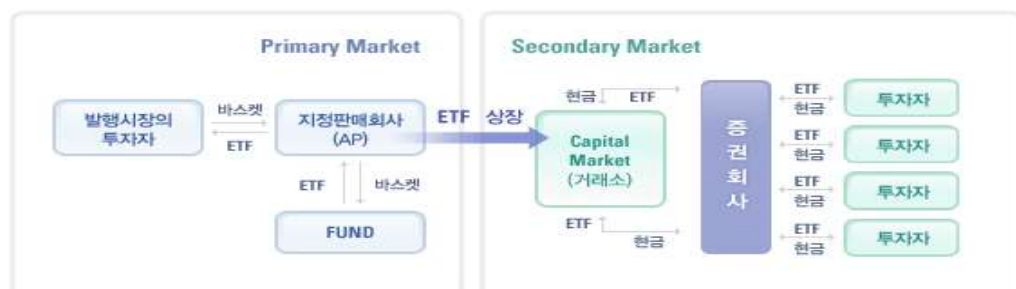 Primary Market
Secondary Market
발행시장의
투자자
바스켓
ETF
지정판매회사
(AP)
ETF 상장
ETF
바스켓
FUND
현금
ETF
Capital
Market
(거래소)
ETF
현금
증
권
회
사
ETF
현금
투자자
ETF
현금
투자자
ETF
현금
투자자
ETF
현금
투자자